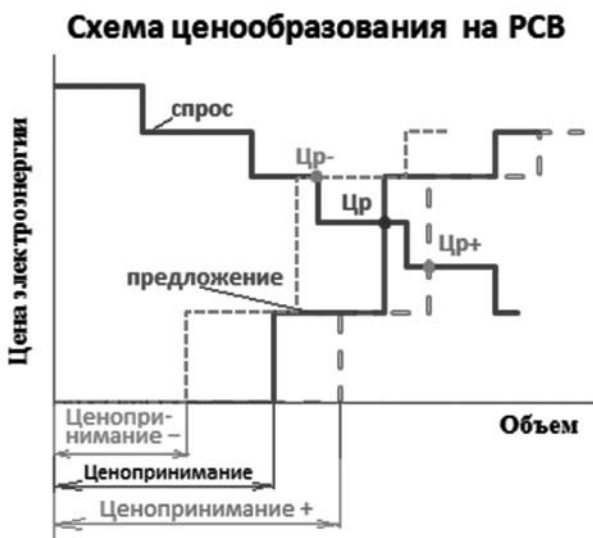 Схема ценообразования на РСВ
Цена электроэнергии
спрос
Цр-
Цр
Цр+
предложение
Ценопри-
нимание –
Объем
Ценопринимание
Ценопринимание +